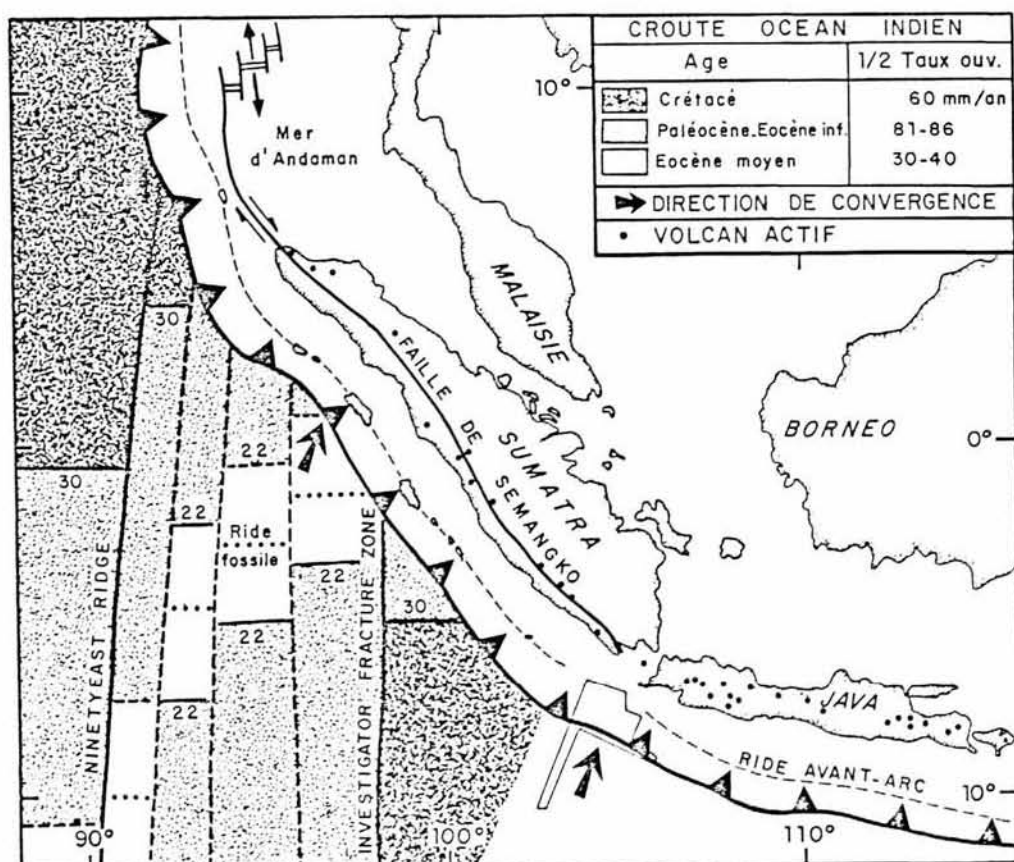 CROUTE OCEAN INDIEN
Age 1/2 Taux ouv.
Crétacé 60 mm/an
Paléocène_Eocène inf. 81-86
Eocène moyen 30-40
DIRECTION DE CONVERGENCE
VOLCAN ACTIF
10°
Mer
d'Andaman
MALAISIE
BORNEO
0°
FAILLE DE SEMANGKO
SUMATRA
30
30
22
22
Ride
fossile
22
22
22
30
NINETYEAST RIDGE
INVESTIGATOR FRACTURE ZONE
JAVA
RIDE AVANT-ARC
10°
90°
100°
110°